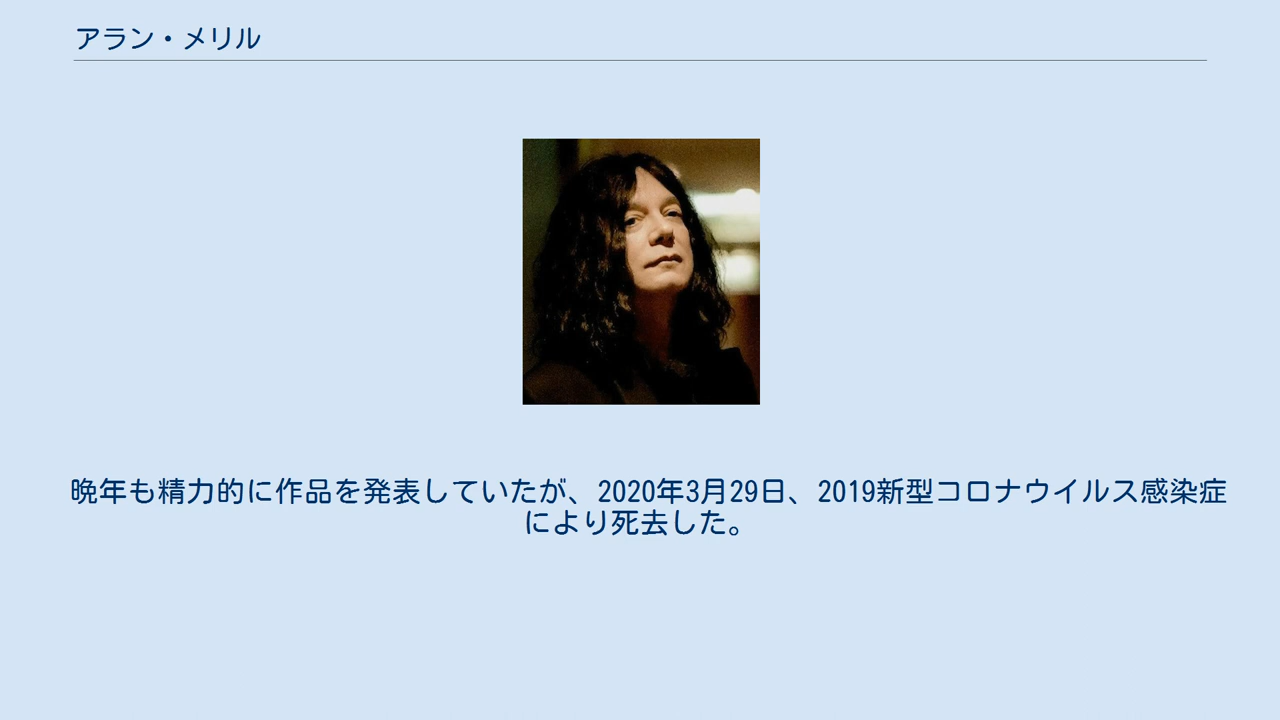 アラン・メリル
晩年も精力的に作品を発表していたが、2020年3月29日、2019新型コロナウイルス感染症
により死去した。